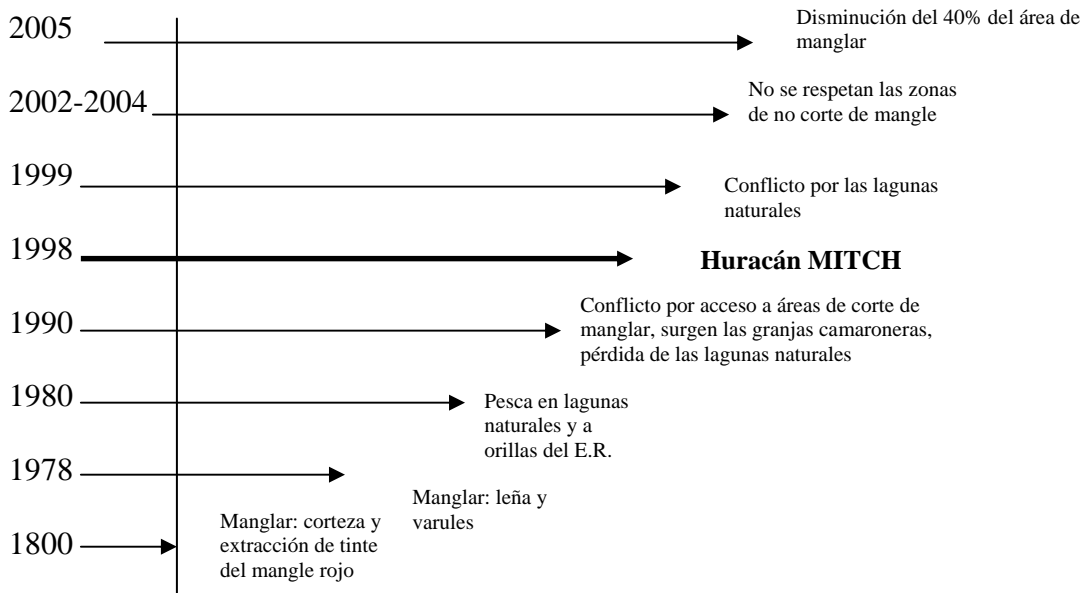 2005
Disminución del 40% del área de
manglar
2002-2004
No se respetan las zonas
de no corte de mangle
1999
Conflicto por las lagunas
naturales
1998
Huracán MITCH
1990
Conflicto por acceso a áreas de corte de
manglar, surgen las granjas camaroneras,
pérdida de las lagunas naturales
1980
Pesca en lagunas
naturales y a
orillas del E.R.
1978
Manglar: leña y
varules
1800
Manglar: corteza y
extracción de tinte
del mangle rojo